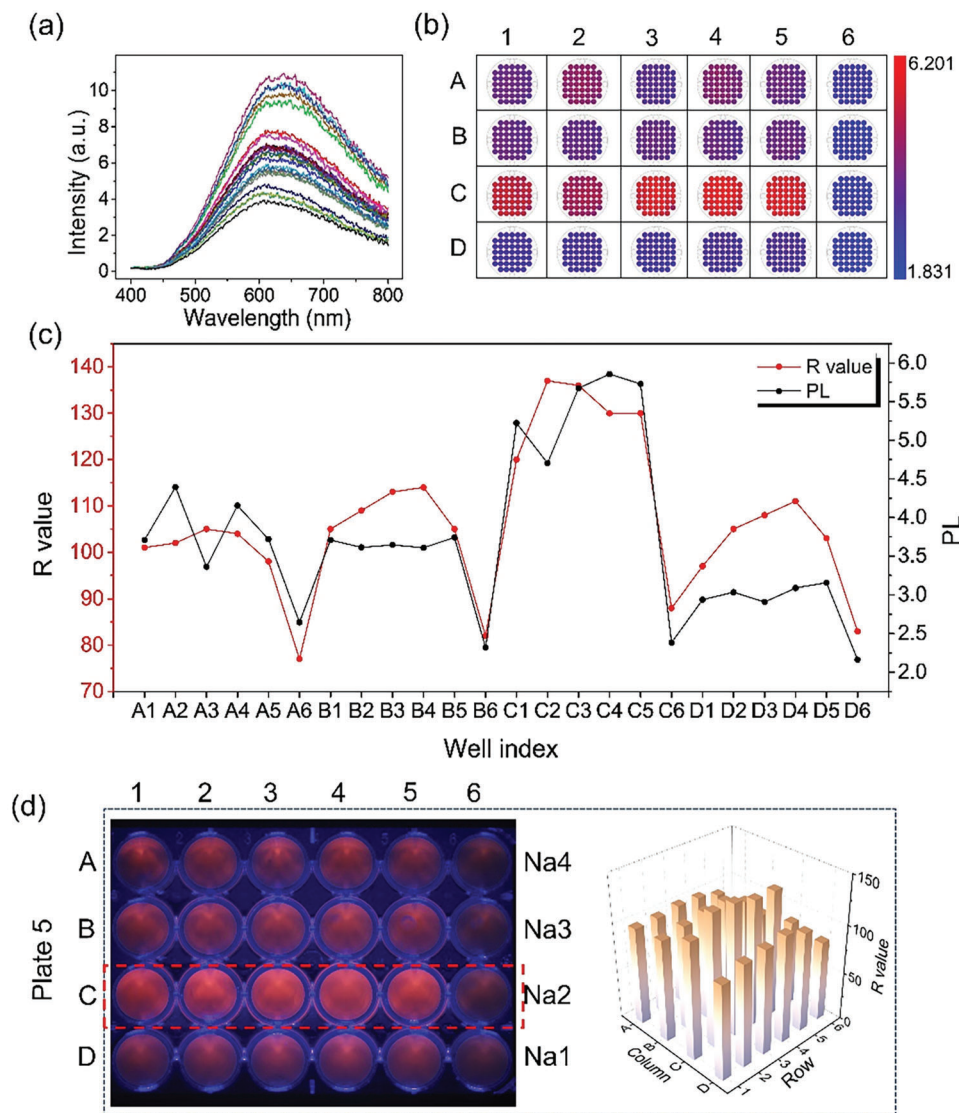 (a)
Intensity (a.u.)
10
8
6
4
2
0
400 500 600 700 800
Wavelength (nm)
(b)
1 2 3 4 5 6
A
B
C
D
6.201
1.831
(c)
R value
140
130
120
110
100
90
80
70
R value
PL
6.0
5.5
5.0
4.5
4.0
3.5
3.0
2.5
2.0
PL
A1 A2 A3 A4 A5 A6 B1 B2 B3 B4 B5 B6 C1 C2 C3 C4 C5 C6 D1 D2 D3 D4 D5 D6
Well index
(d)
1 2 3 4 5 6
Plate 5
A Na4
B Na3
C Na2
D Na1
150
100
50
0
R value
A B C D
Column
1 2 3 4 5 6
Row